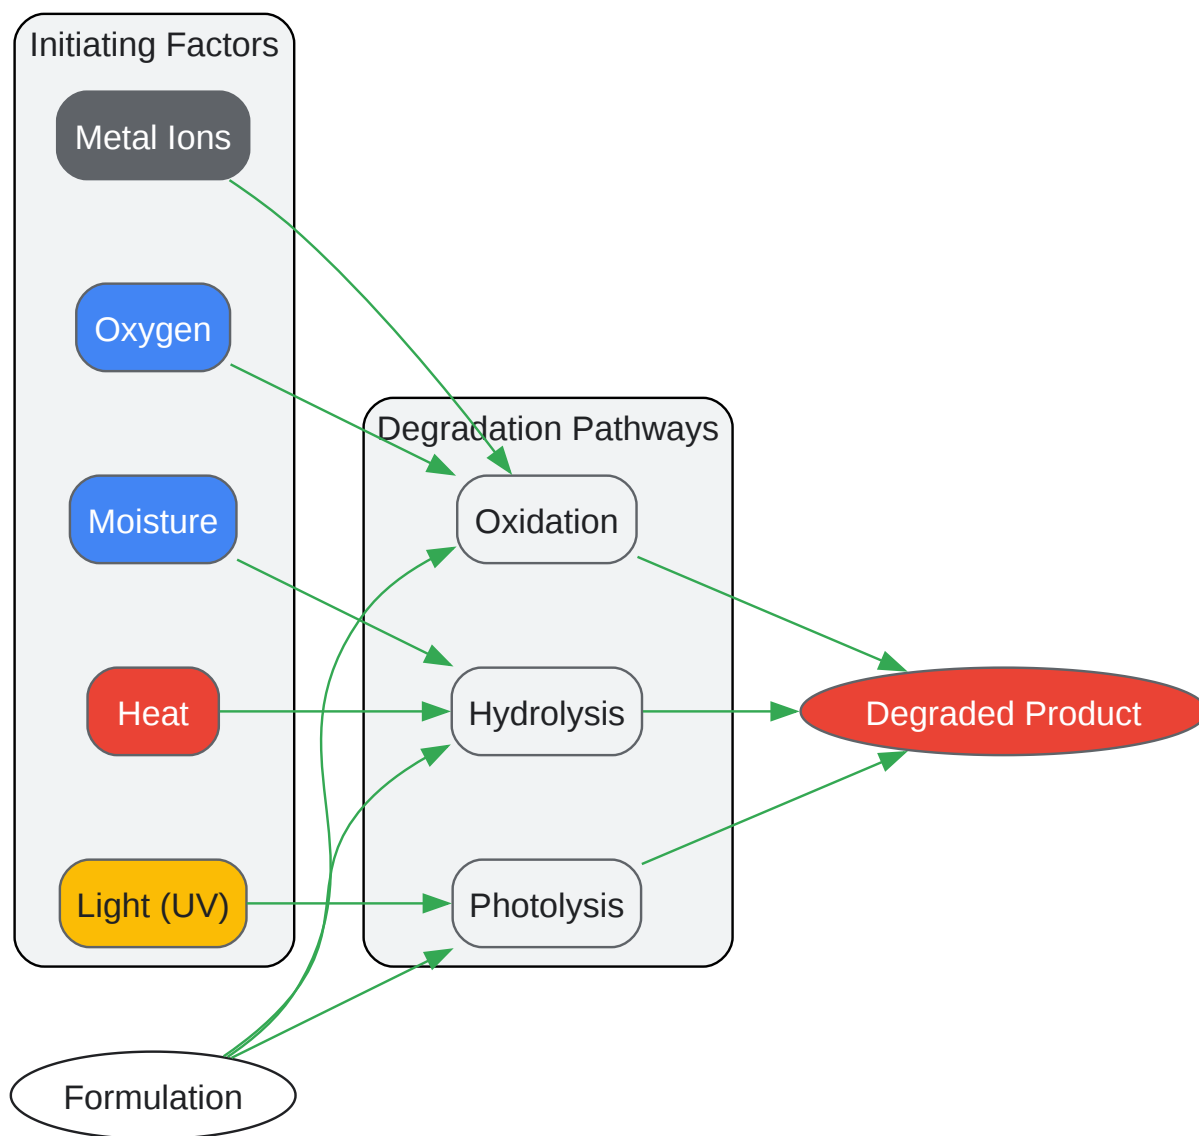 Initiating Factors
Metal Ions
Oxygen
Moisture
Heat
Light (UV)
Degradation Pathways
Oxidation
Hydrolysis
Photolysis
Degraded Product
Formulation